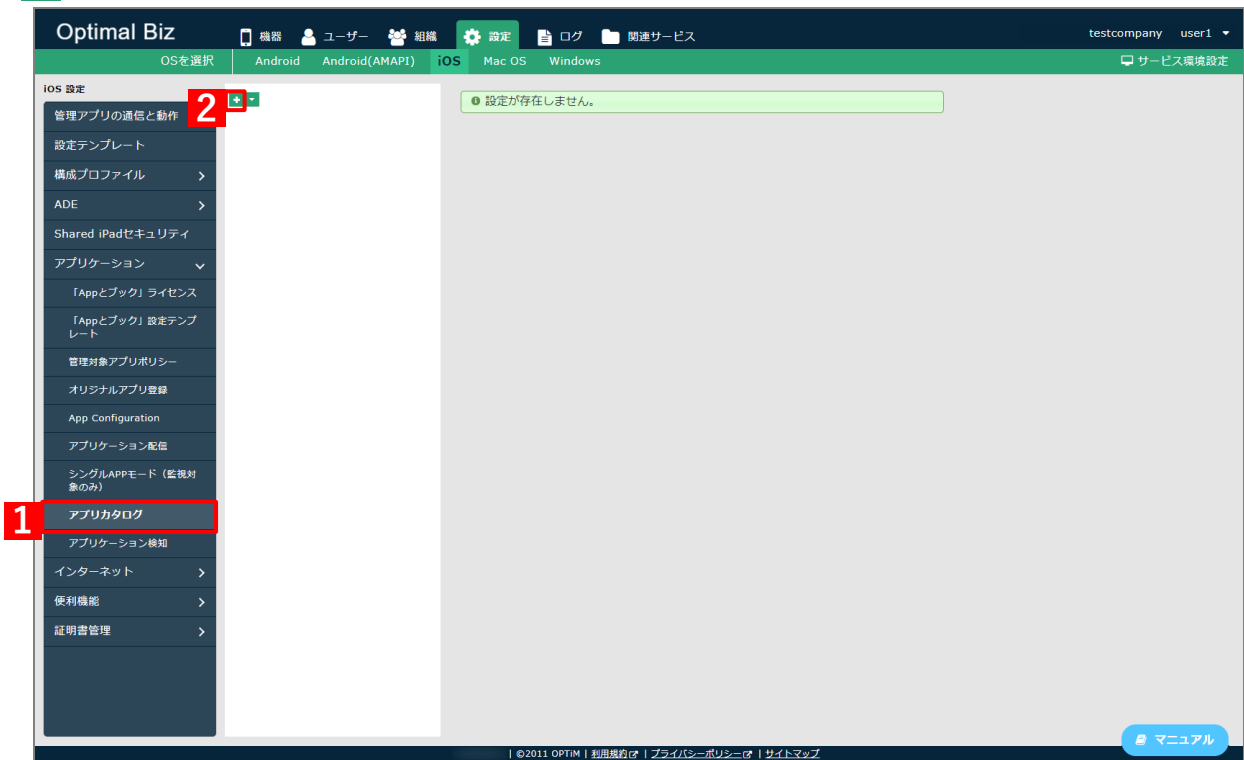 Optimal Biz
機器
ユーザー
組織
設定
ログ
関連サービス
testcompany user1
OSを選択
Android
Android(AMAPI)
iOS
Mac OS
Windows
サービス環境設定
iOS 設定
2
設定が存在しません。
管理アプリの通信と動作
設定テンプレート
構成プロファイル
ADE
Shared iPadセキュリティ
アプリケーション
「Appとブック」ライセンス
「Appとブック」設定テンプ
レート
管理対象アプリポリシー
オリジナルアプリ登録
App Configuration
アプリケーション配信
シングルAPPモード（監視対
象のみ）
1
アプリカタログ
アプリケーション検知
インターネット
便利機能
証明書管理
マニュアル
| ©2011 OPTiM | 利用規約 | プライバシーポリシー | サイトマップ